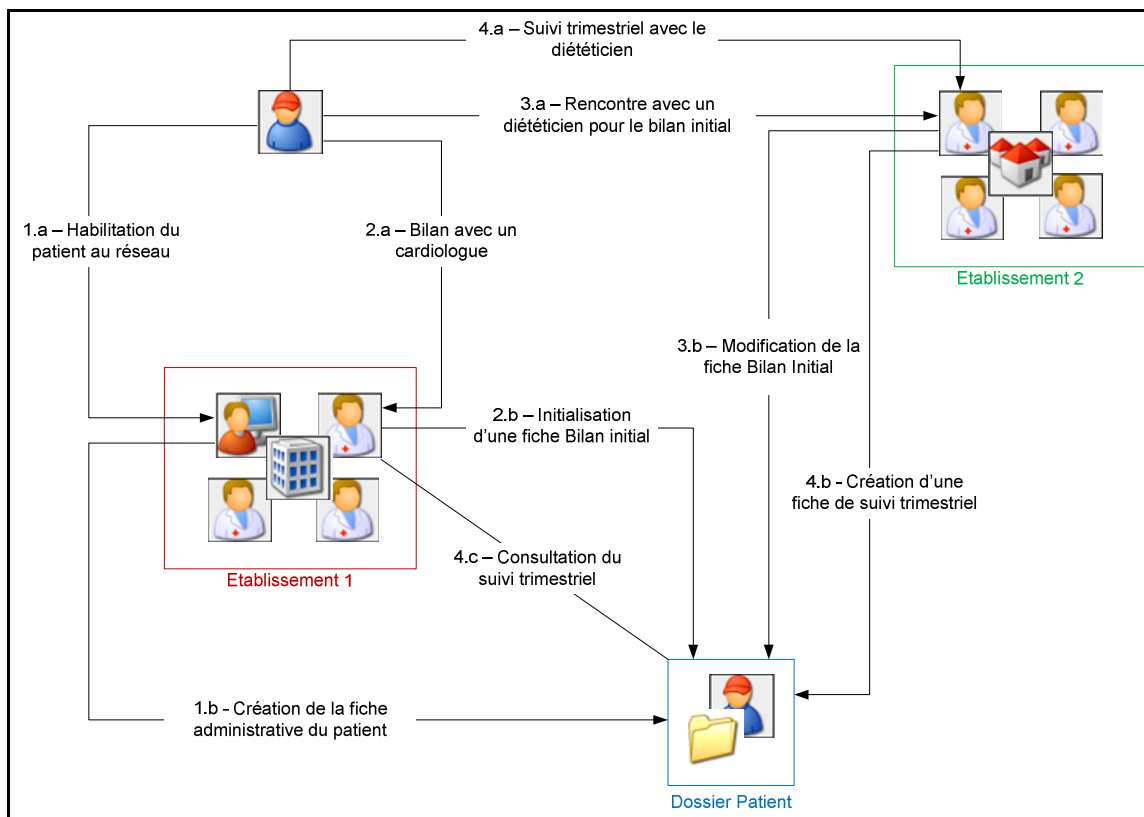 4.a – Suivi trimestriel avec le
diététicien
3.a – Rencontre avec un
diététicien pour le bilan initial
1.a – Habilitation du
patient au réseau
2.a – Bilan avec un
cardiologue
Etablissement 2
3.b – Modification de la
fiche Bilan Initial
2.b – Initialisation
d'une fiche Bilan initial
4.b - Création d'une
fiche de suivi trimestriel
4.c – Consultation du
suivi trimestriel
Etablissement 1
1.b - Création de la fiche
administrative du patient
Dossier Patient